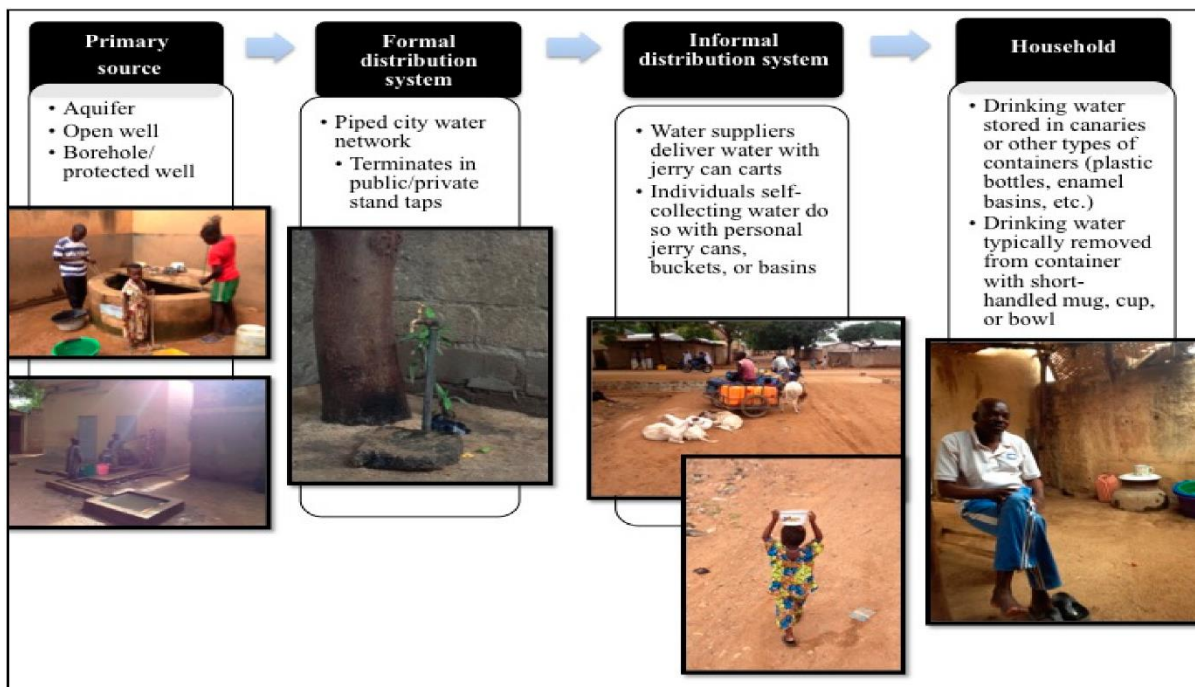 Primary
source
• Aquifer
• Open well
• Borehole/
protected well
Formal
distribution
system
• Piped city water
network
• Terminates in
public/private
stand taps
Informal
distribution system
• Water suppliers
deliver water with
jerry can carts
• Individuals self-
collecting water do
so with personal
jerry cans,
buckets, or basins
Household
• Drinking water
stored in canaries
or other types of
containers (plastic
bottles, enamel
basins, etc.)
• Drinking water
typically removed
from container
with short-
handled mug, cup,
or bowl